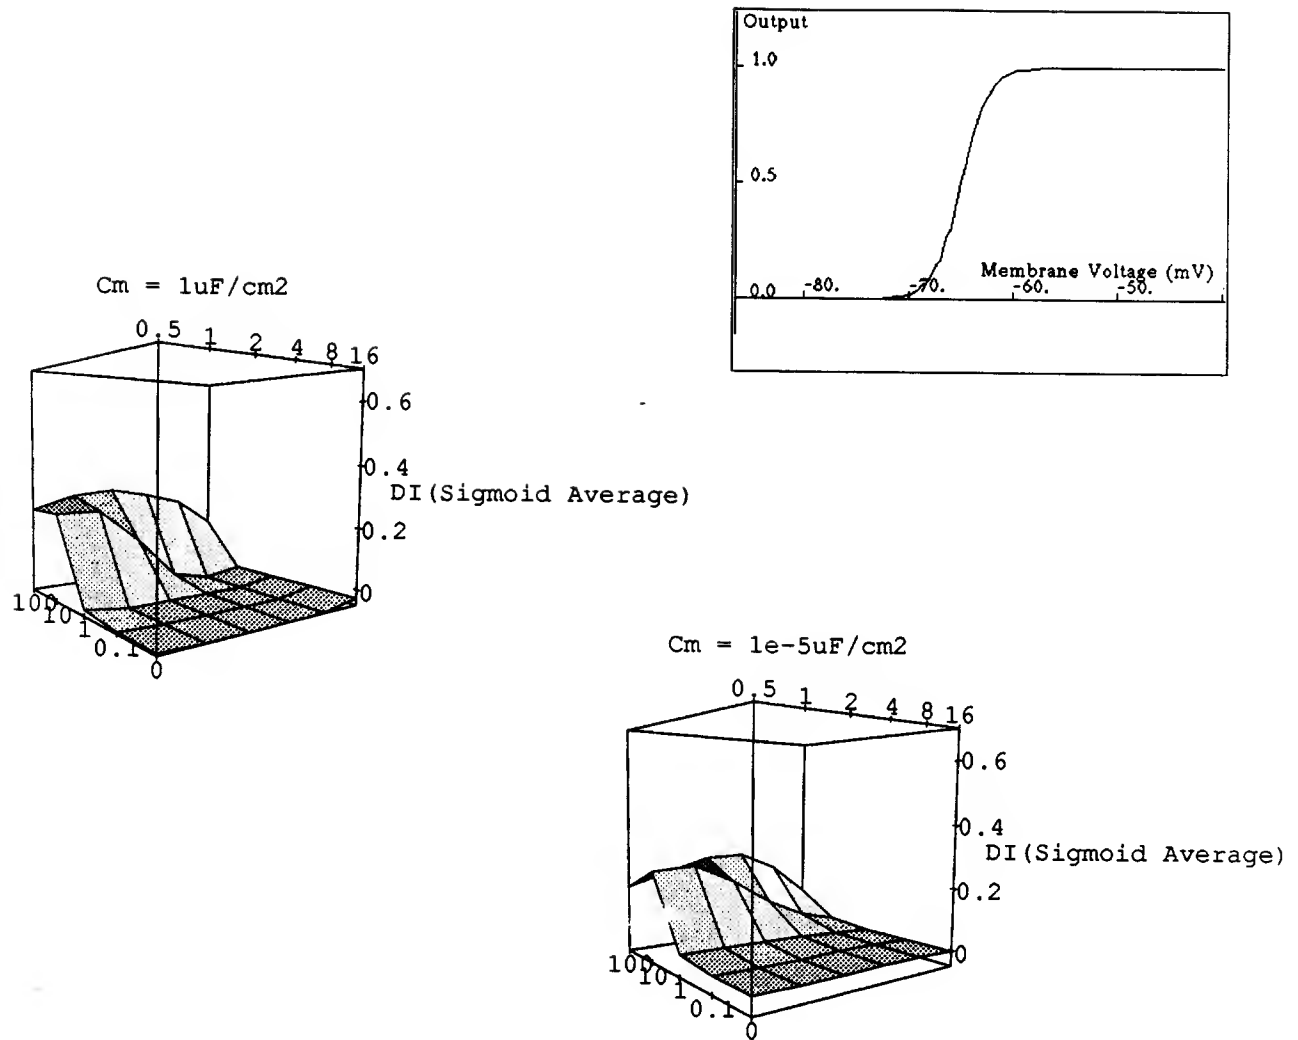 Output
1.0
0.5
0.0
-80. -70. -60. -50.
Membrane Voltage (mV)
Cm = 1uF/cm2
0.5 1 2 4 8 16
0.6
0.4
DI(Sigmoid Average)
0.2
0
100
10
1
0.1
0
Cm = 1e-5uF/cm2
0.5 1 2 4 8 16
0.6
0.4
DI(Sigmoid Average)
0.2
0
100
10
1
0.1
0